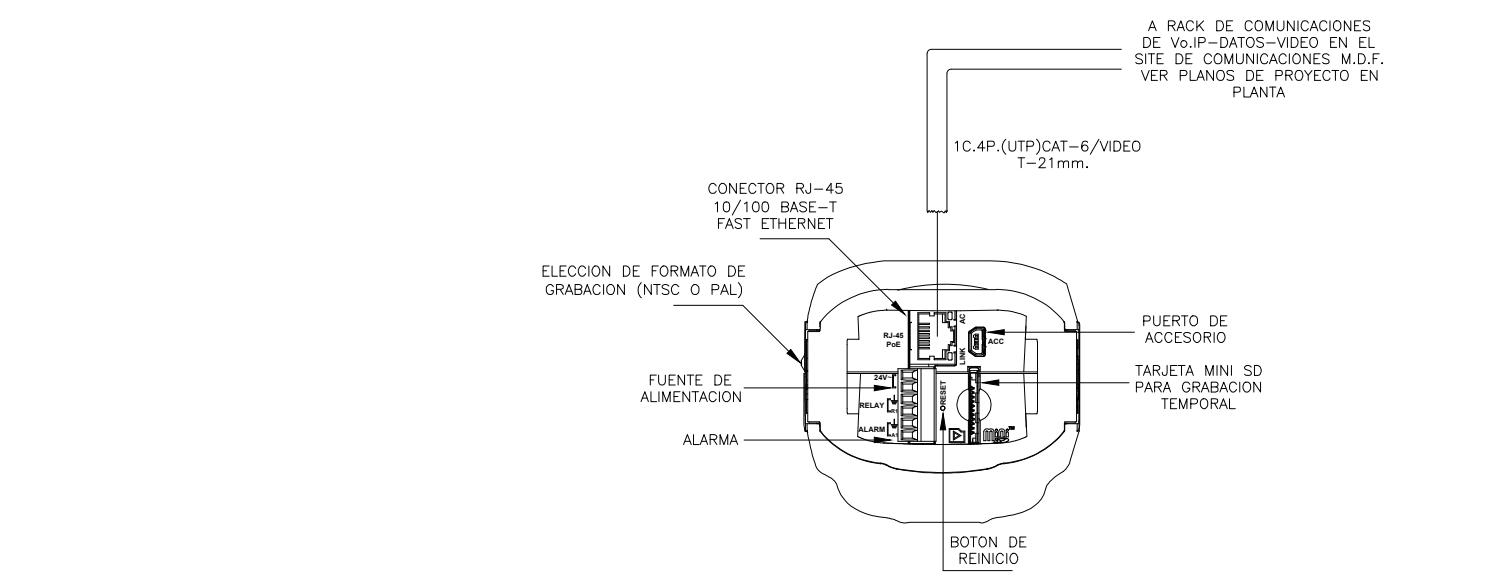 A RACK DE COMUNICACIONES
DE Vo.IP-DATOS-VIDEO EN EL
SITE DE COMUNICACIONES M.D.F.
VER PLANOS DE PROYECTO EN
PLANTA
1C.4P.(UTP)CAT-6/VIDEO
T-21mm.
CONECTOR RJ-45
10/100 BASE-T
FAST ETHERNET
ELECCION DE FORMATO DE
GRABACION (NTSC O PAL)
PUERTO DE
ACCESORIO
TARJETA MINI SD
PARA GRABACION
TEMPORAL
FUENTE DE
ALIMENTACION
ALARMA
BOTON DE
REINICIO
RJ-45
PoE
AC
LINK
ACC
24V~
RELAY
R1
ALARM
A1
RESET
mini